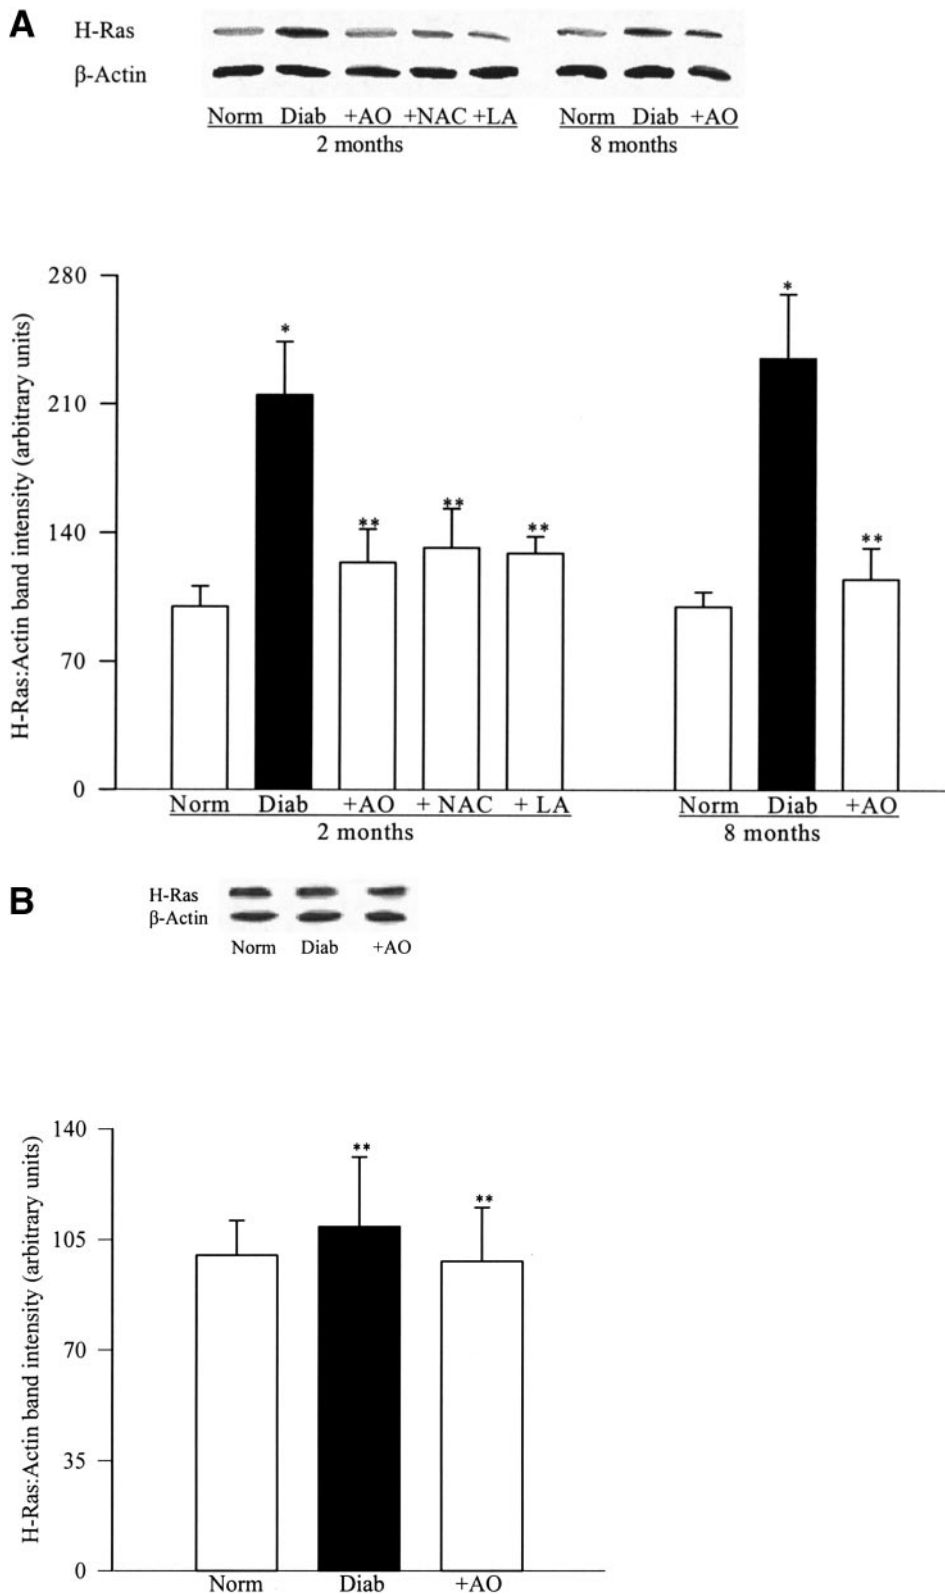 A
H-Ras
β-Actin
Norm Diab +AO +NAC +LA Norm Diab +AO
2 months 8 months
H-Ras:Actin band intensity (arbitrary units)
280
210
140
70
0
*
**
**
**
*
**
Norm Diab +AO + NAC + LA Norm Diab +AO
2 months 8 months
B
H-Ras
β-Actin
Norm Diab +AO
H-Ras:Actin band intensity (arbitrary units)
140
105
70
35
0
**
**
Norm Diab +AO